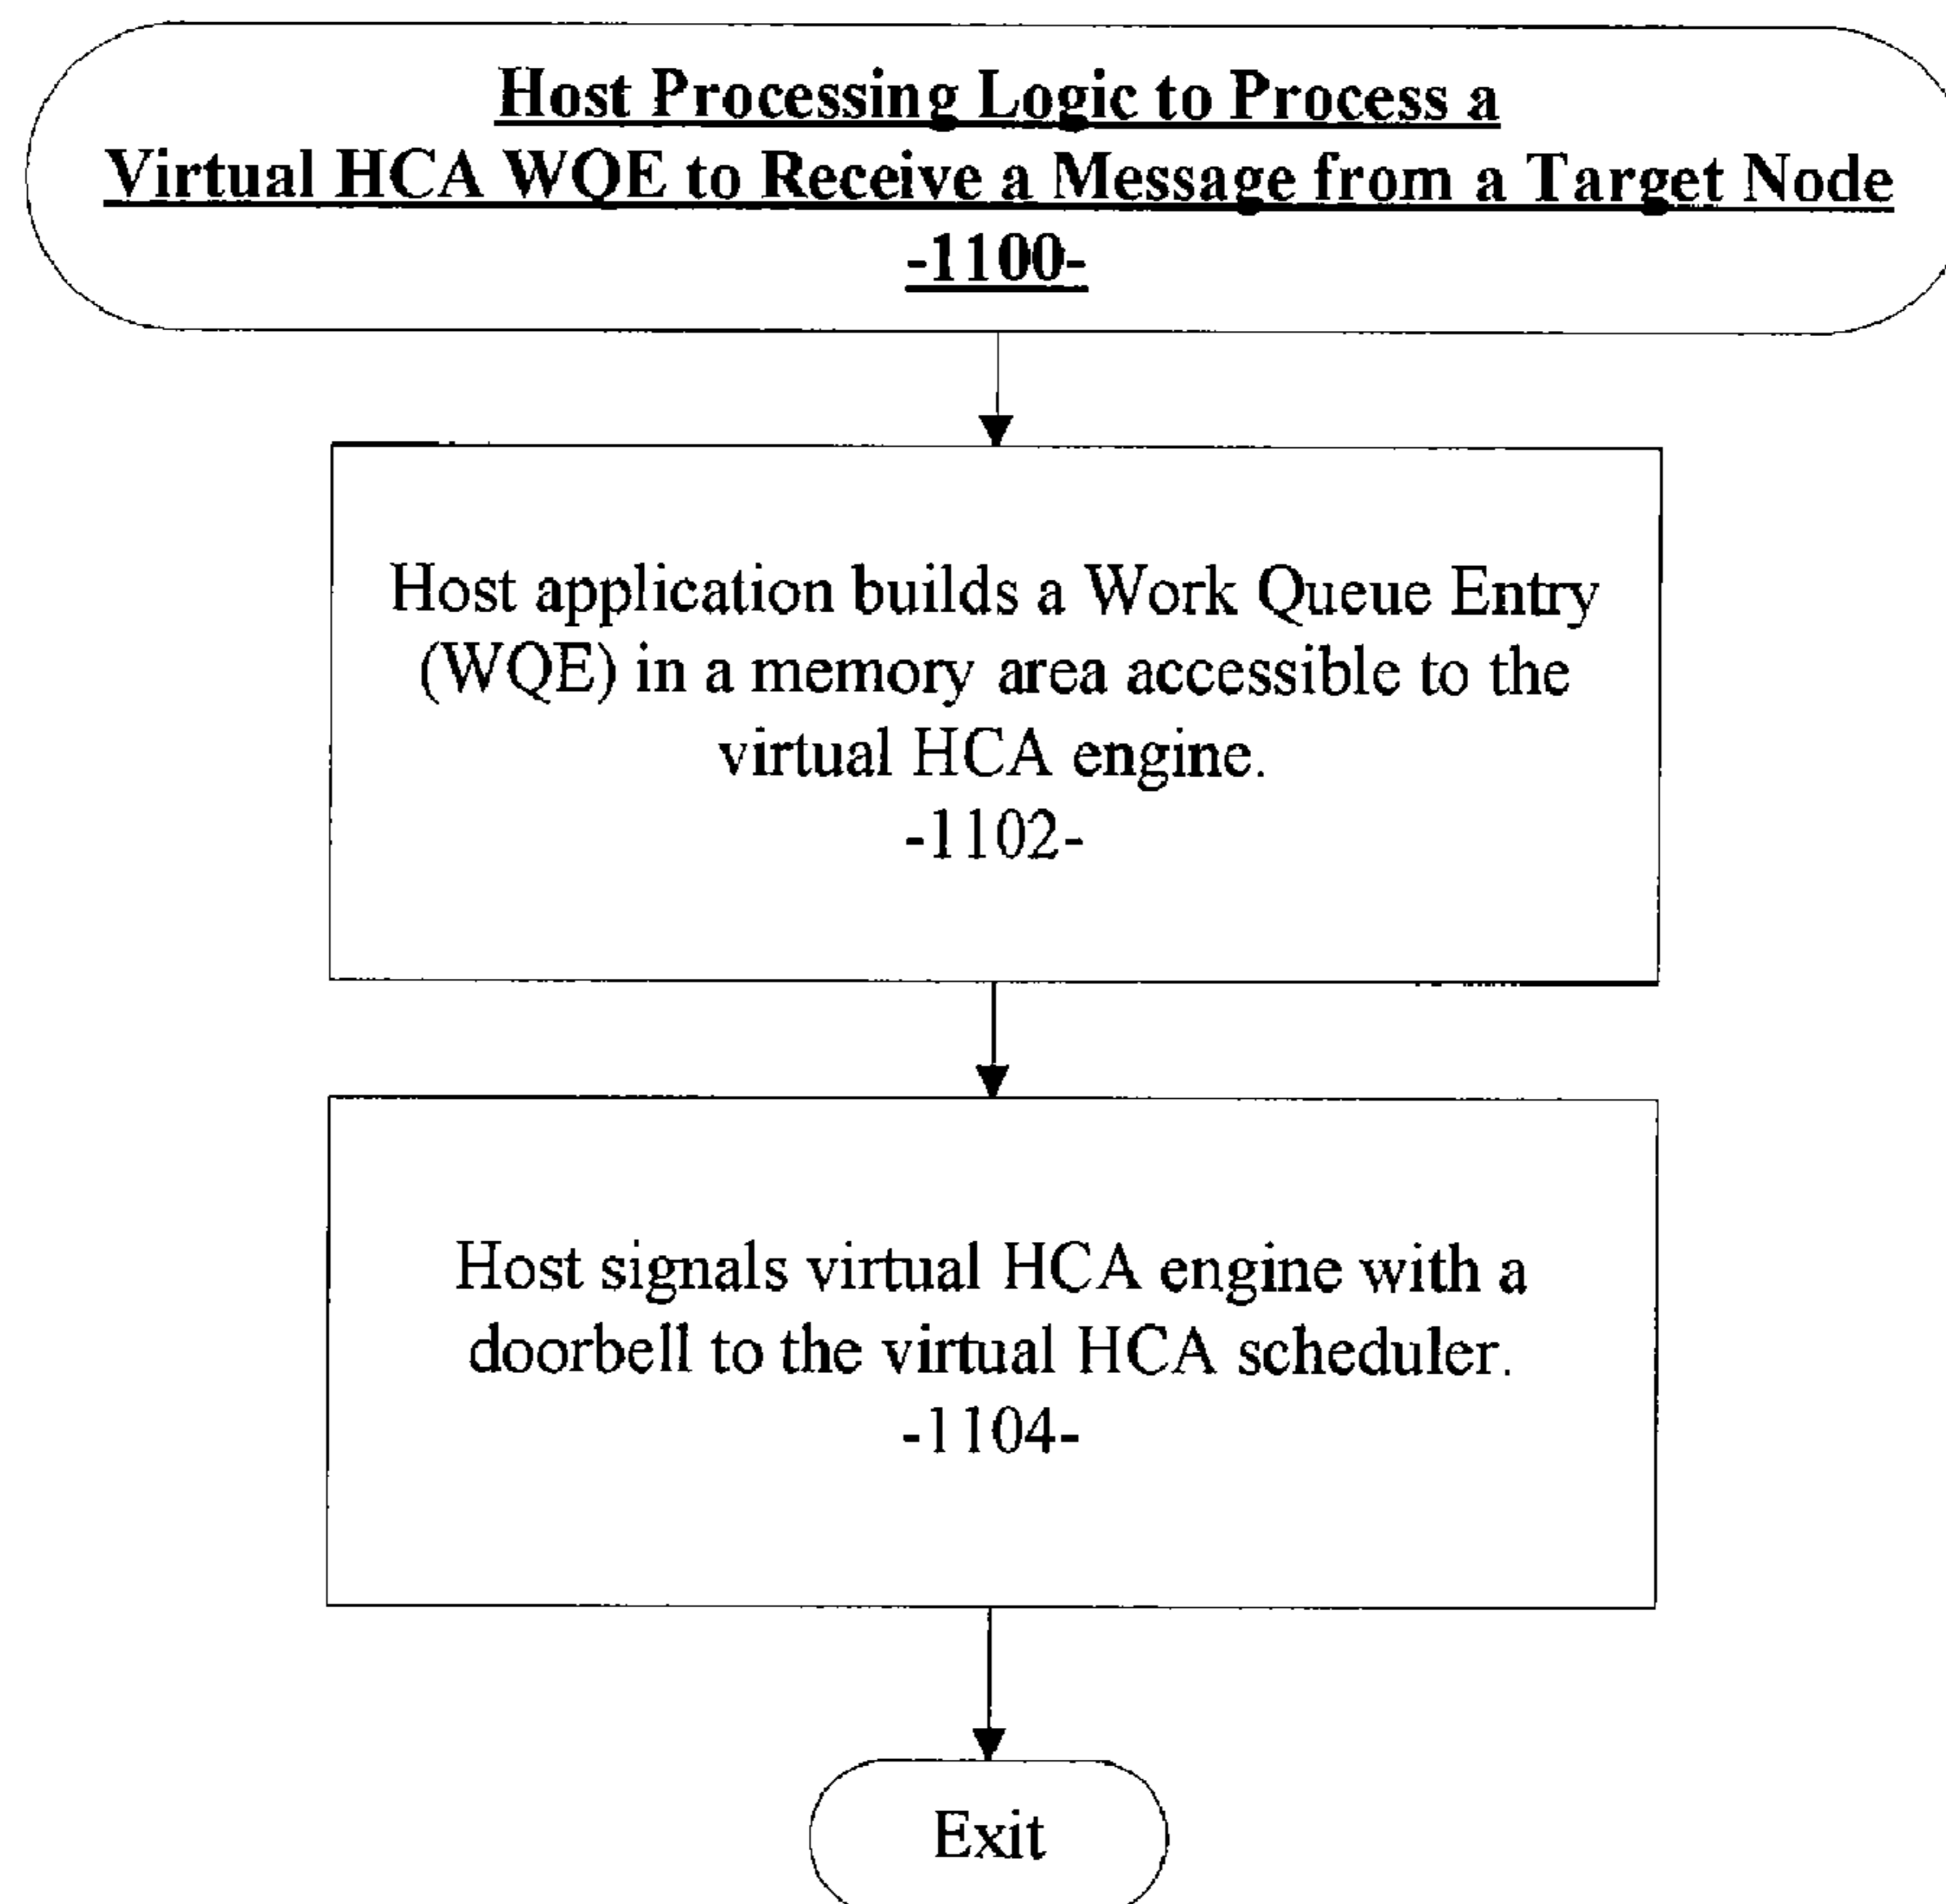 Host Processing Logic to Process a
Virtual HCA WQE to Receive a Message from a Target Node
-1100-
Host application builds a Work Queue Entry
(WQE) in a memory area accessible to the
virtual HCA engine.
-1102-
Host signals virtual HCA engine with a
doorbell to the virtual HCA scheduler.
-1104-
Exit